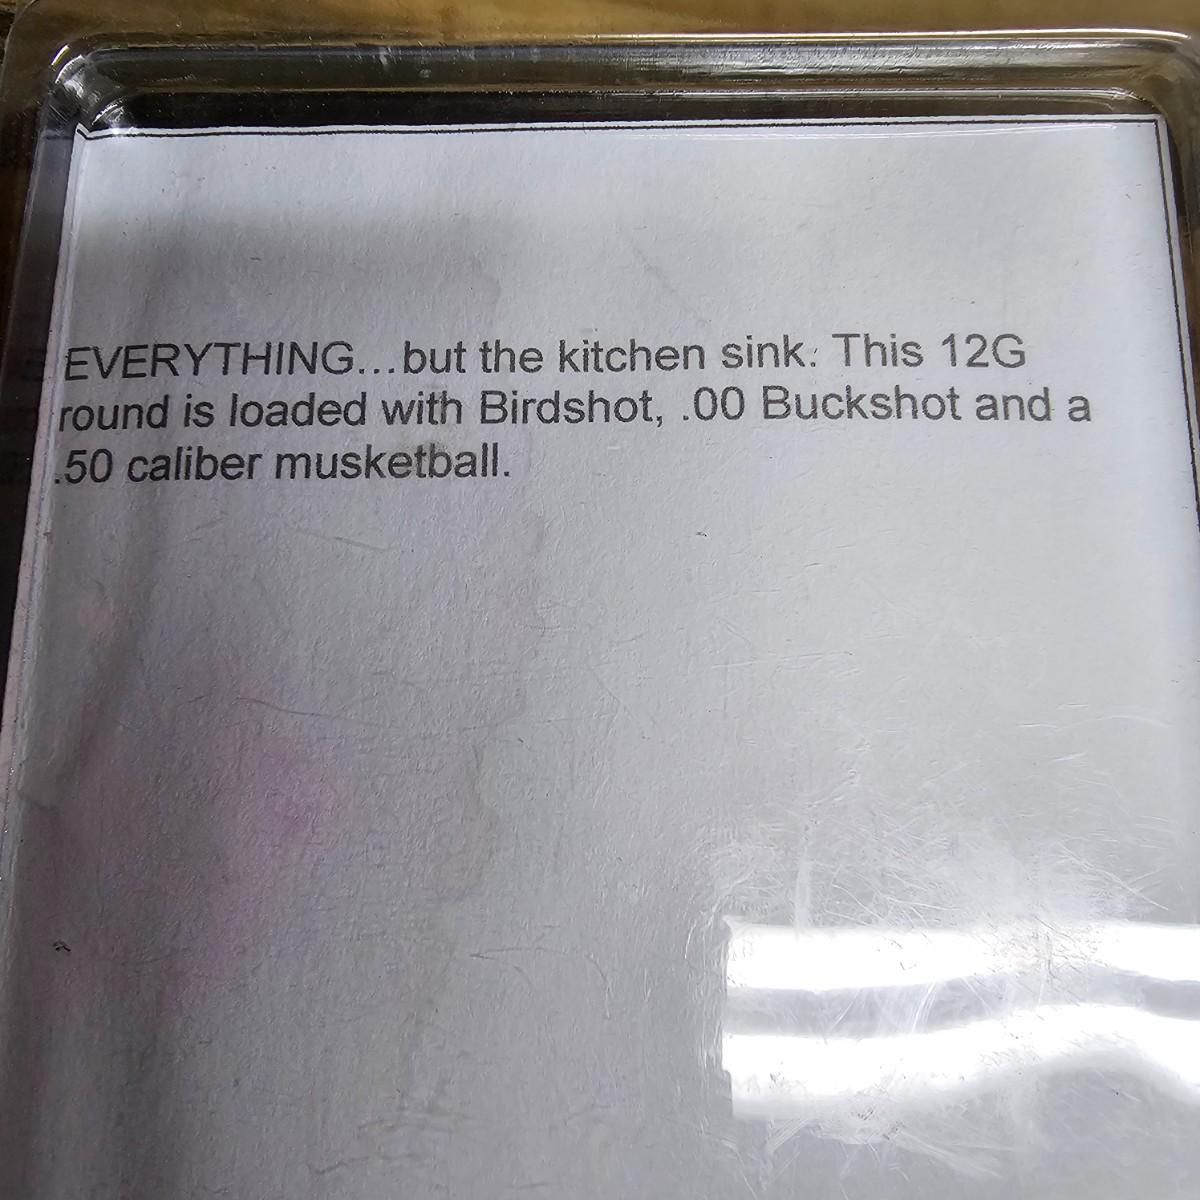 EVERYTHING...but the kitchen sink. This 12G
round is loaded with Birdshot, .00 Buckshot and a
.50 caliber musketball.